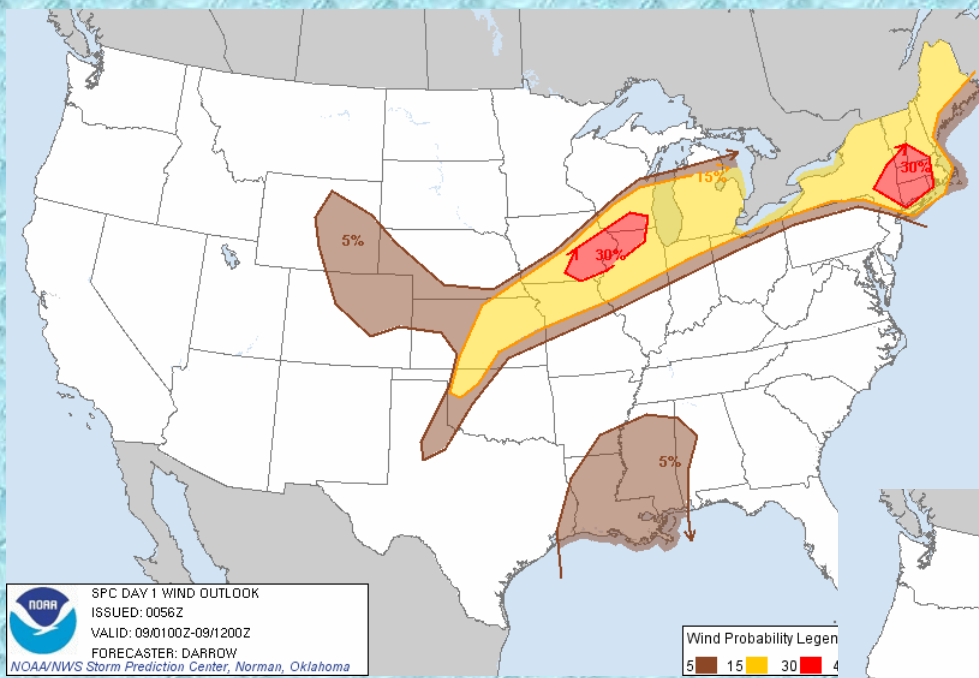 15%
30%
5%
30%
5%
NOAA
SPC DAY 1 WIND OUTLOOK
ISSUED: 0056Z
VALID: 09/0100Z-09/1200Z
FORECASTER: DARROW
NOAA/NWS Storm Prediction Center, Norman, Oklahoma
Wind Probability Legen
5 15 30 4